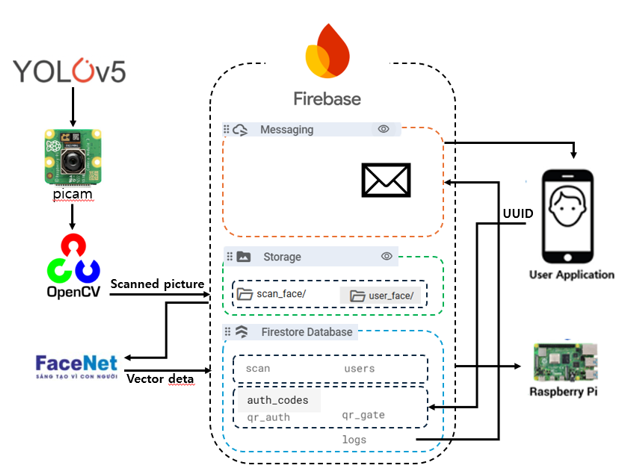 YOLOv5
Firebase
Messaging
picam
UUID
User Application
Storage
OpenCV
Scanned picture
scan_face/
user_face/
Firestore Database
FaceNet
SÁNG TẠO VÌ CON NGƯỜI
Vector deta
scan
users
Raspberry Pi
auth_codes
qr_auth
qr_gate
logs